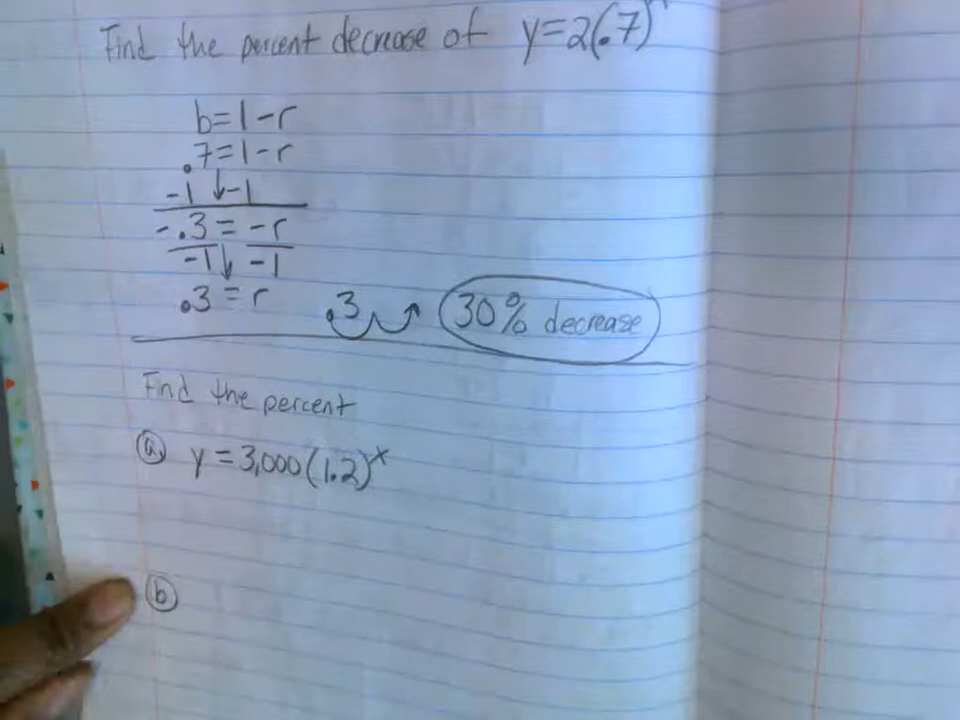 Find the percent decrease of y=2(.7)
b=1-r
.7=1-r
-1 ↓-1
-.3 = -r
-1 ↓ -1
.3 = r .3 30% decrease
Find the percent
(a) y = 3,000(1.2)^x
(b)